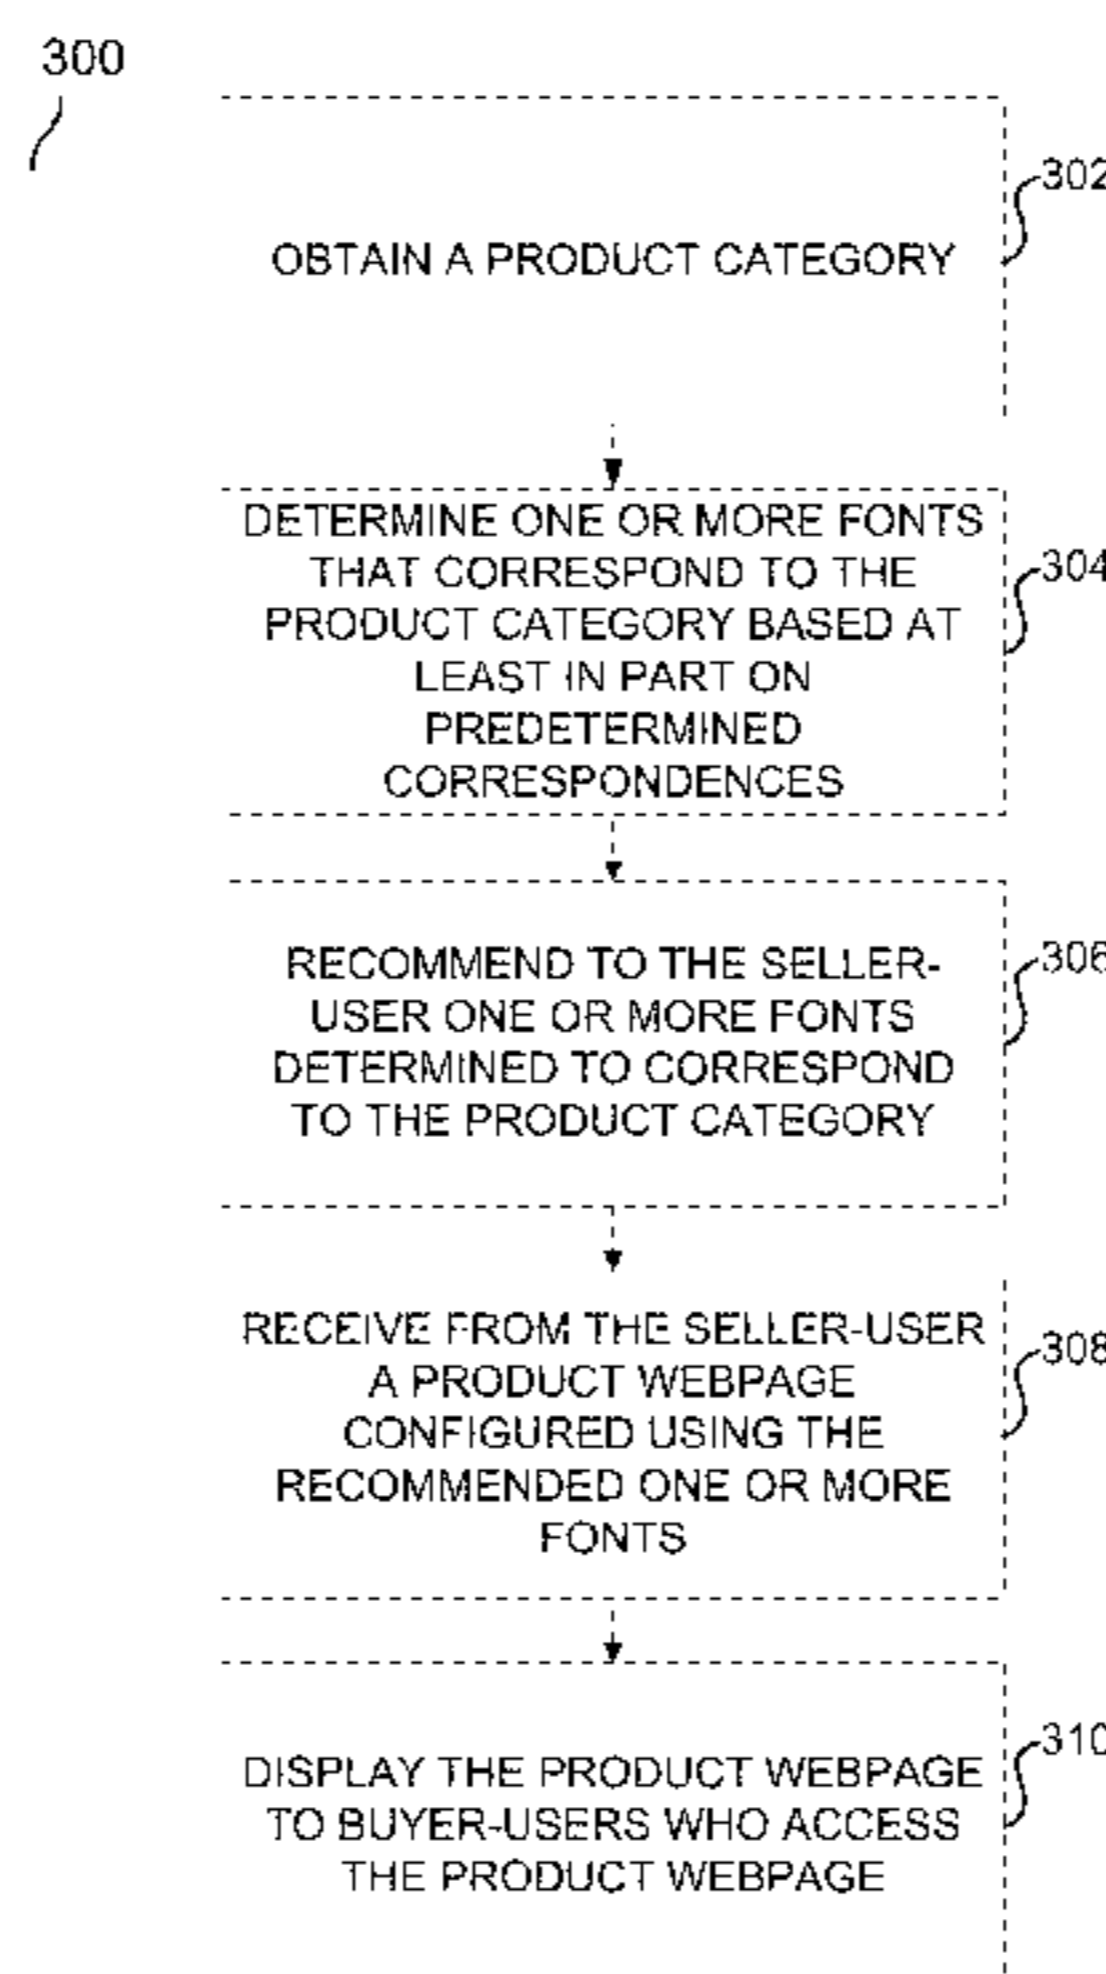 300
302
OBTAIN A PRODUCT CATEGORY
DETERMINE ONE OR MORE FONTS
THAT CORRESPOND TO THE
304
PRODUCT CATEGORY BASED AT
LEAST IN PART ON
PREDETERMINED
CORRESPONDENCES
306
RECOMMEND TO THE SELLER-
USER ONE OR MORE FONTS
DETERMINED TO CORRESPOND
TO THE PRODUCT CATEGORY
RECEIVE FROM THE SELLER-USER
308
A PRODUCT WEBPAGE
CONFIGURED USING THE
RECOMMENDED ONE OR MORE
FONTS
310
DISPLAY THE PRODUCT WEBPAGE
TO BUYER-USERS WHO ACCESS
THE PRODUCT WEBPAGE